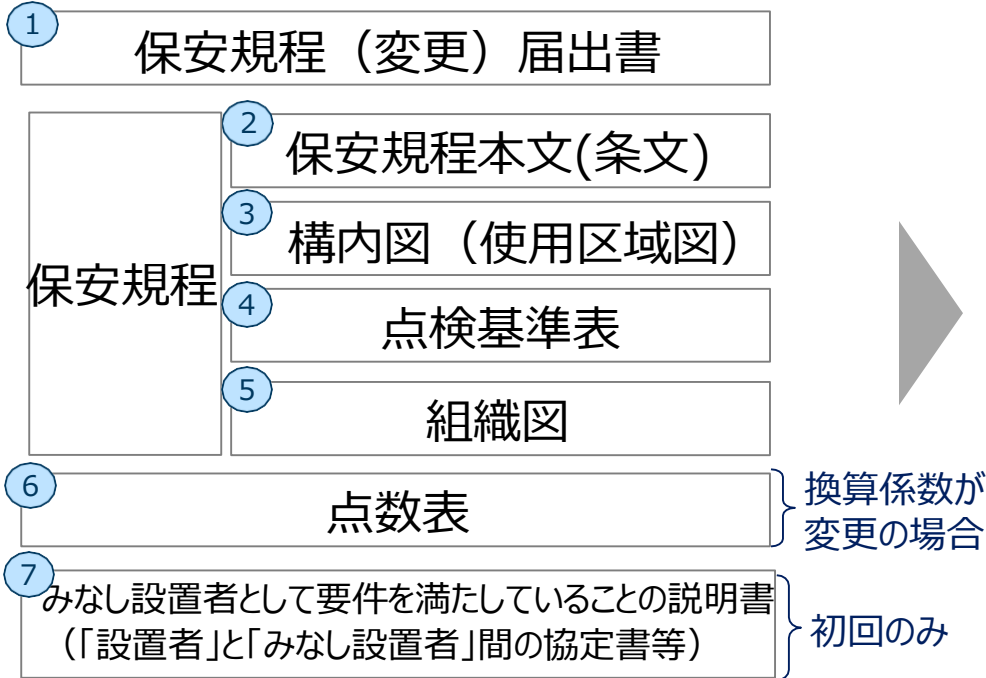 1
保安規程（変更）届出書
保安規程
2
保安規程本文(条文)
3
構内図（使用区域図）
4
点検基準表
5
組織図
6
点数表
換算係数が
変更の場合
7
みなし設置者として要件を満たしていることの説明書
（「設置者」と「みなし設置者」間の協定書等）
初回のみ